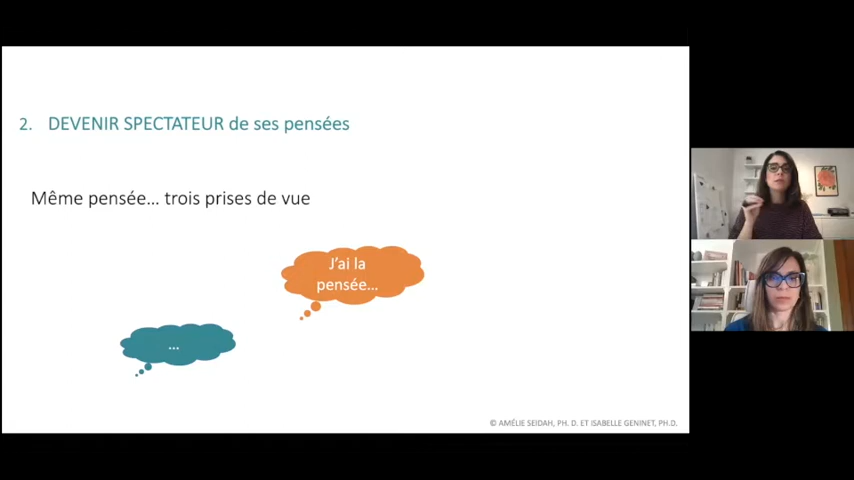 2. DEVENIR SPECTATEUR de ses pensées
Même pensée... trois prises de vue
J'ai la
pensée...
...
© AMÉLIE SEIDAH, PH. D. ET ISABELLE GENINET, PH.D.